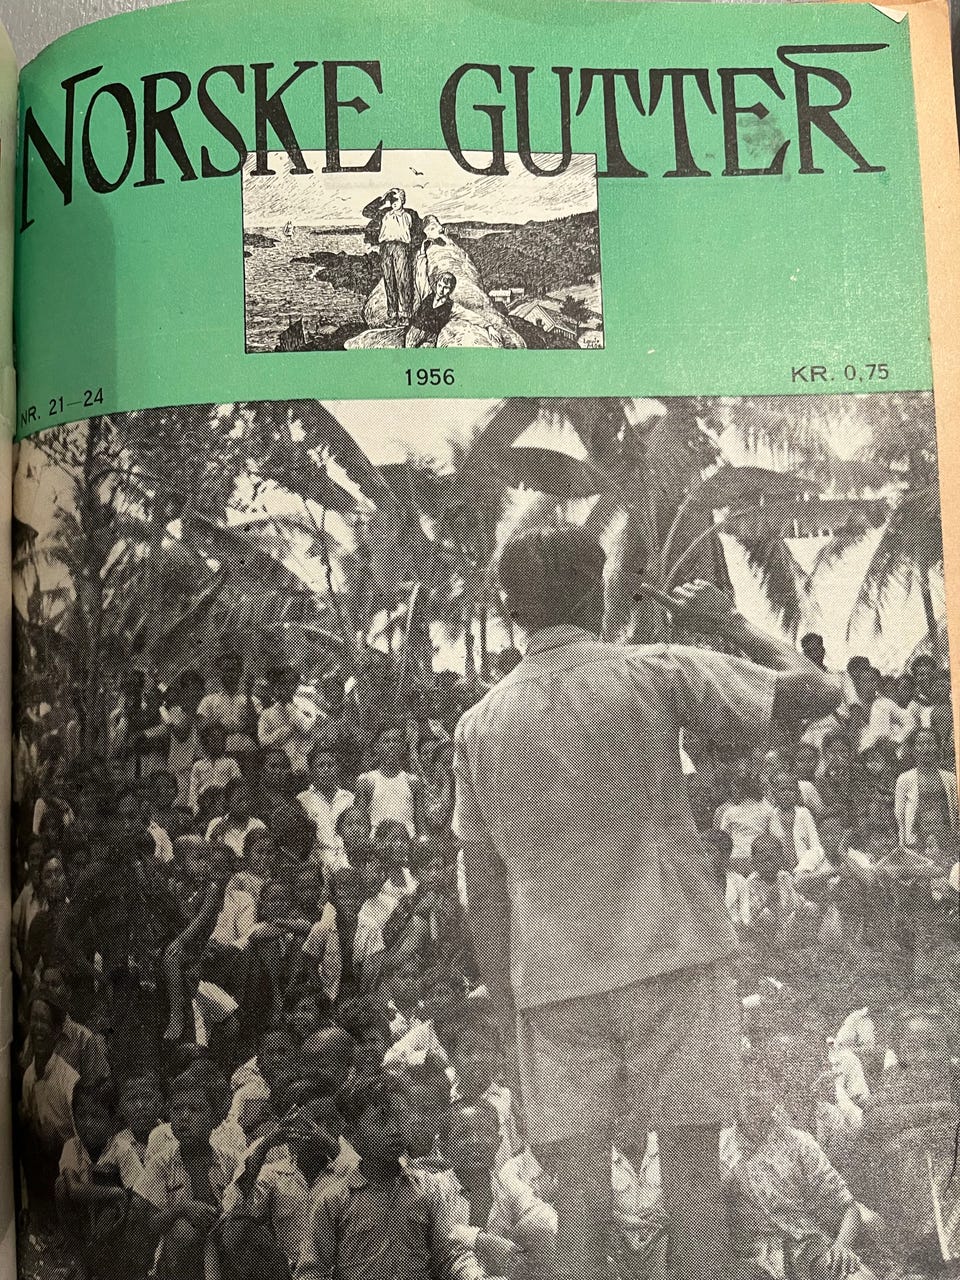 NORSKE GUTTER
NR. 21—24
1956
KR. 0,75